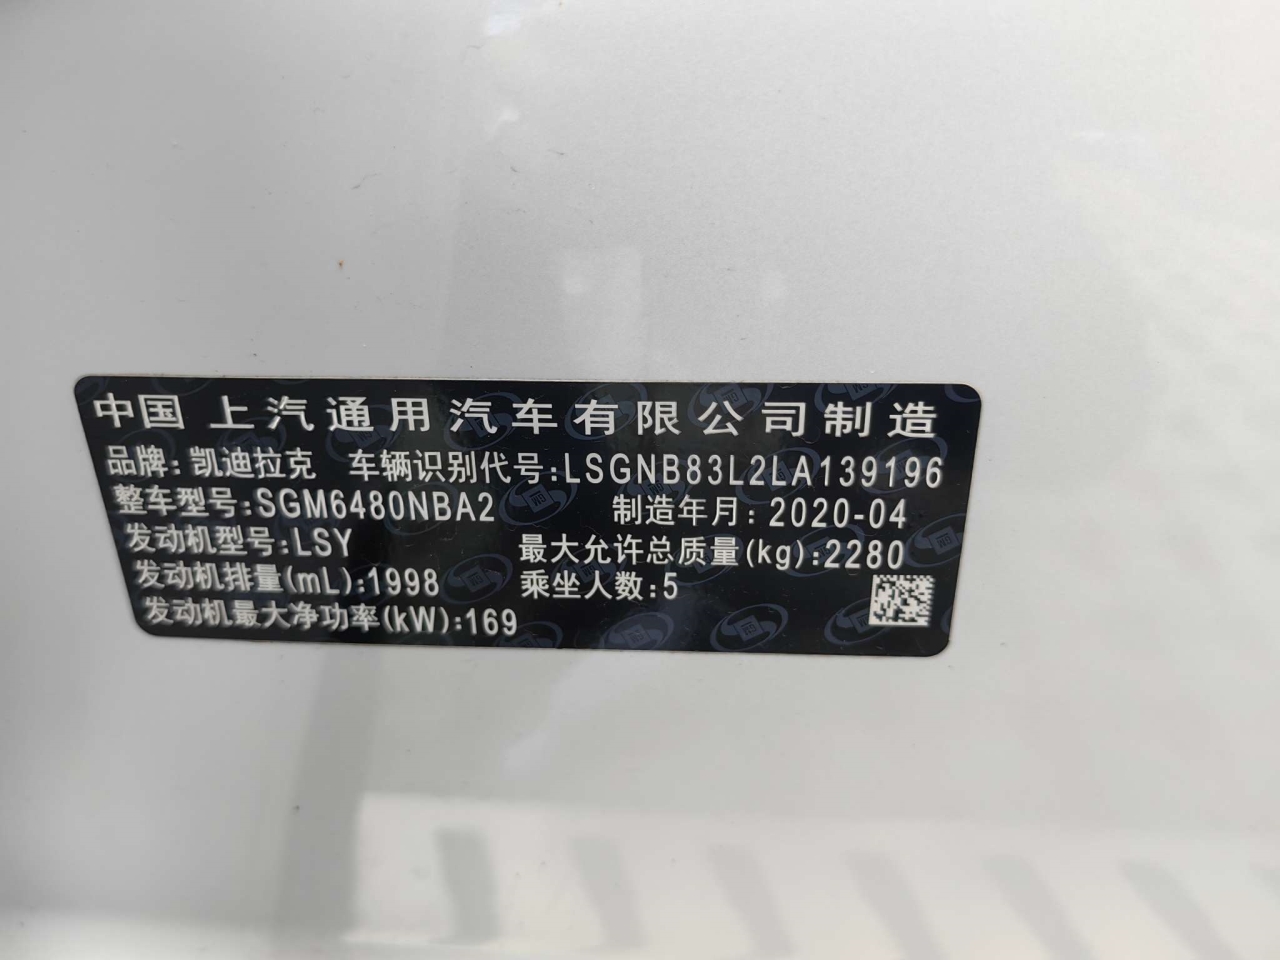 中国 上汽通用汽车有限公司制造
品牌: 凯迪拉克 车辆识别代号:LSGNB83L2LA139196
整车型号:SGM6480NBA2 制造年月: 2020-04
发动机型号:LSY 最大允许总质量(kg):2280
发动机排量(mL):1998 乘坐人数:5
发动机最大净功率(kW):169